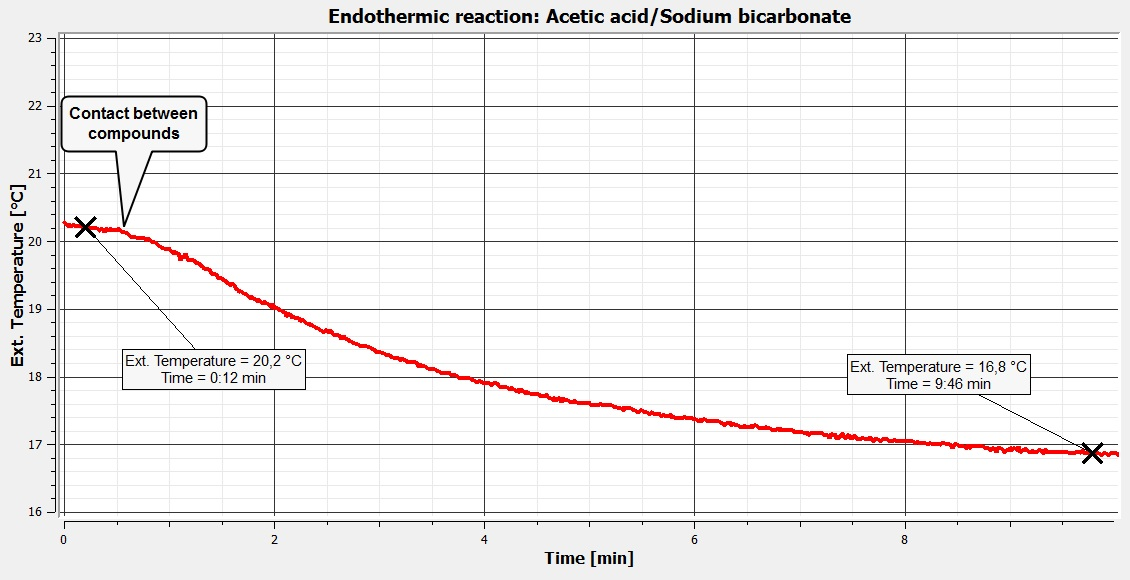 Endothermic reaction: Acetic acid/Sodium bicarbonate
23
22
21
20
19
18
17
16
Ext. Temperature [°C]
Contact between
compounds
Ext. Temperature = 20,2 °C
Time = 0:12 min
Ext. Temperature = 16,8 °C
Time = 9:46 min
0 2 4 6 8
Time [min]